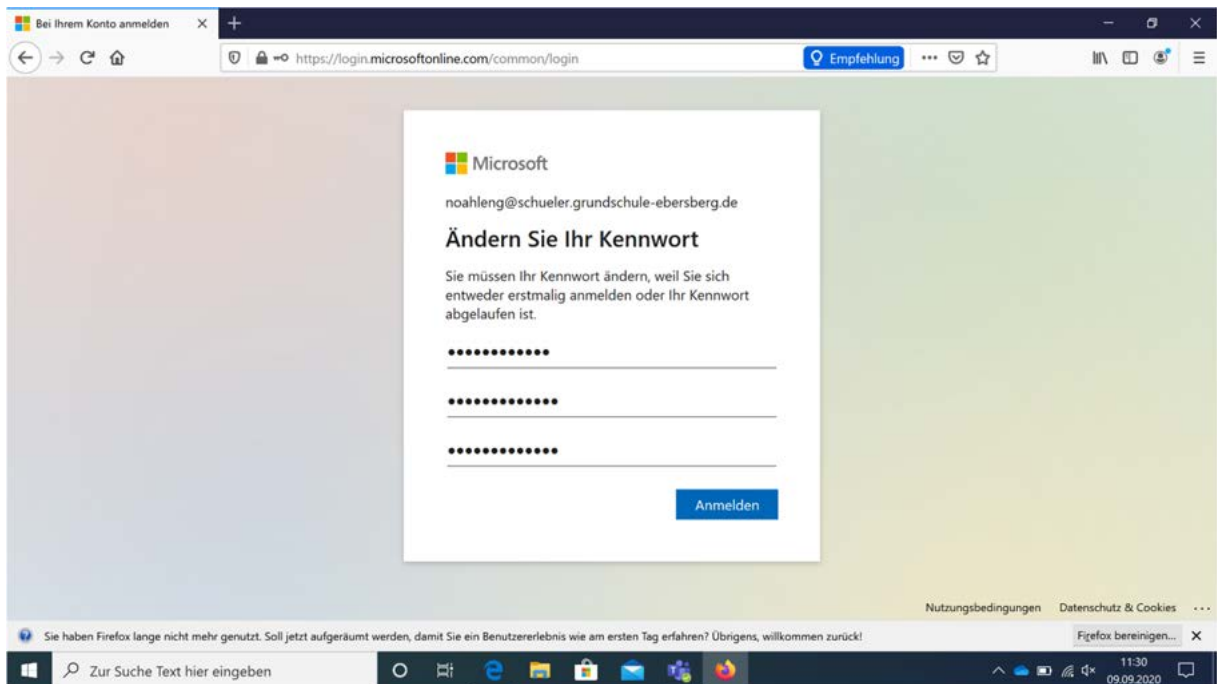 Bei Ihrem Konto anmelden
https://login.microsoftonline.com/common/login
Empfehlung
Microsoft
noahleng@schueler.grundschule-ebersberg.de
Ändern Sie Ihr Kennwort
Sie müssen Ihr Kennwort ändern, weil Sie sich
entweder erstmalig anmelden oder Ihr Kennwort
abgelaufen ist.
••••••••••••
•••••••••••••
•••••••••••••
Anmelden
Nutzungsbedingungen Datenschutz & Cookies ...
Sie haben Firefox lange nicht mehr genutzt. Soll jetzt aufgeräumt werden, damit Sie ein Benutzererlebnis wie am ersten Tag erfahren? Übrigens, willkommen zurück! Firefox bereinigen...
Zur Suche Text hier eingeben
11:30
09.09.2020